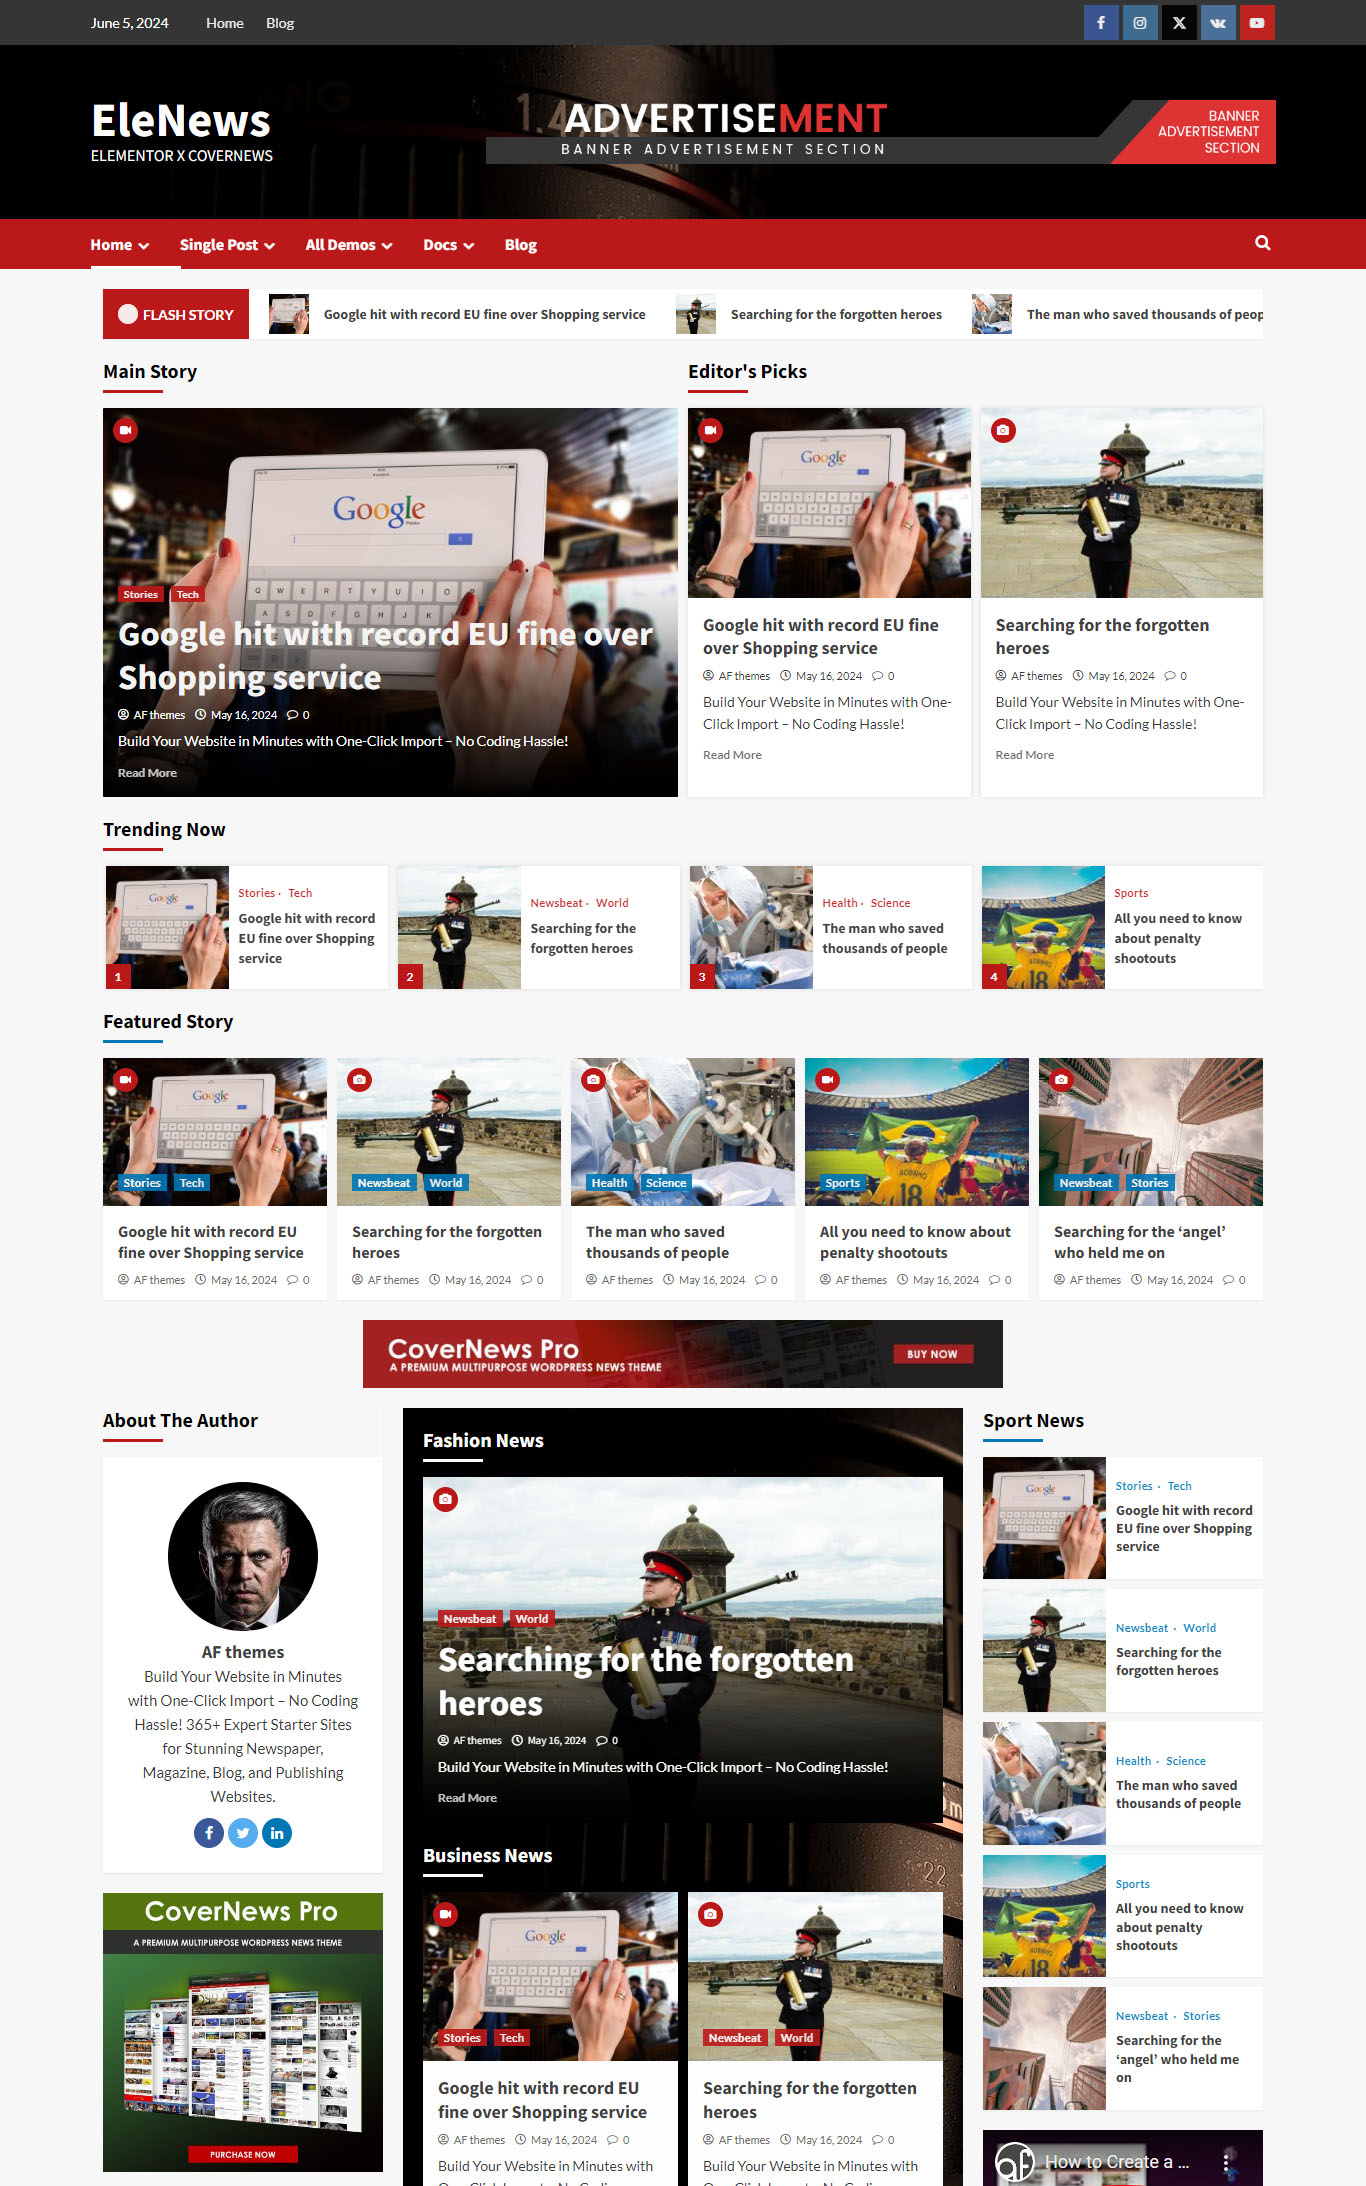 June 5, 2024 Home Blog
EleNews
ELEMENTOR X COVERNEWS
ADVERTISEMENT
BANNER ADVERTISEMENT SECTION
BANNER
ADVERTISEMENT
SECTION
Home Single Post All Demos Docs Blog
FLASH STORY
Google hit with record EU fine over Shopping service
Searching for the forgotten heroes
The man who saved thousands of peop
Main Story
Google
Stories Tech
Google hit with record EU fine over
Shopping service
AF themes May 16, 2024 0
Build Your Website in Minutes with One-Click Import – No Coding Hassle!
Read More
Editor's Picks
Google
Google hit with record EU fine
over Shopping service
AF themes May 16, 2024 0
Build Your Website in Minutes with One-
Click Import – No Coding Hassle!
Read More
Searching for the forgotten
heroes
AF themes May 16, 2024 0
Build Your Website in Minutes with One-
Click Import – No Coding Hassle!
Read More
Trending Now
Google
1
Stories · Tech
Google hit with record
EU fine over Shopping
service
2
Newsbeat · World
Searching for the
forgotten heroes
3
Health · Science
The man who saved
thousands of people
18
4
Sports
All you need to know
about penalty
shootouts
Featured Story
Google
Stories Tech
Google hit with record EU
fine over Shopping service
AF themes May 16, 2024 0
Newsbeat World
Searching for the forgotten
heroes
AF themes May 16, 2024 0
Health Science
The man who saved
thousands of people
AF themes May 16, 2024 0
18
Sports
All you need to know about
penalty shootouts
AF themes May 16, 2024 0
Newsbeat Stories
Searching for the ‘angel’
who held me on
AF themes May 16, 2024 0
CoverNews Pro
A PREMIUM MULTIPURPOSE WORDPRESS NEWS THEME
BUY NOW
About The Author
AF themes
Build Your Website in Minutes
with One-Click Import – No Coding
Hassle! 365+ Expert Starter Sites
for Stunning Newspaper,
Magazine, Blog, and Publishing
Websites.
CoverNews Pro
A PREMIUM MULTIPURPOSE WORDPRESS NEWS THEME
PURCHASE NOW
Fashion News
Newsbeat World
Searching for the forgotten
heroes
AF themes May 16, 2024 0
Build Your Website in Minutes with One-Click Import – No Coding Hassle!
Read More
Business News
22
Google
Stories Tech
Google hit with record EU
fine over Shopping service
AF themes May 16, 2024 0
Build Your Website in Minutes with
Newsbeat World
Searching for the forgotten
heroes
AF themes May 16, 2024 0
Build Your Website in Minutes with
Sport News
Google
Stories · Tech
Google hit with record
EU fine over Shopping
service
Newsbeat · World
Searching for the
forgotten heroes
Health · Science
The man who saved
thousands of people
18
Sports
All you need to know
about penalty
shootouts
Newsbeat · Stories
Searching for the
‘angel’ who held me
on
How to Create a ...